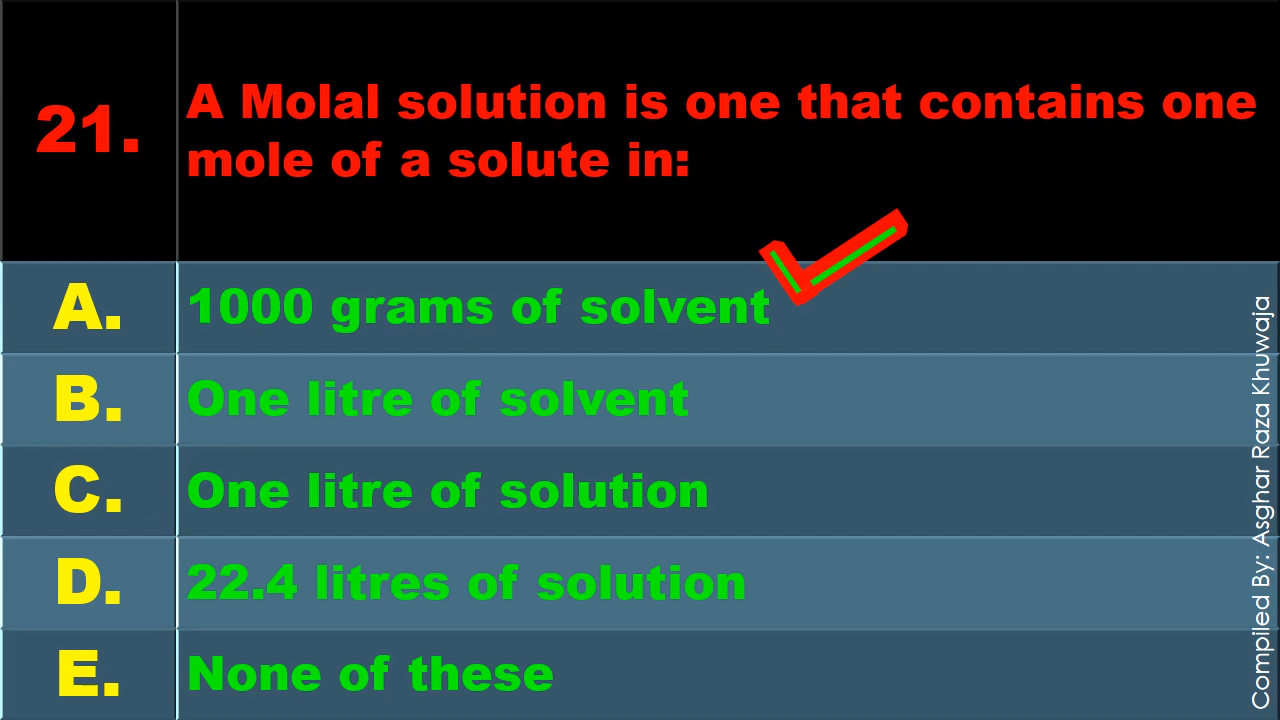 21.
A Molal solution is one that contains one
mole of a solute in:
A.
1000 grams of solvent
B.
One litre of solvent
C.
One litre of solution
D.
22.4 litres of solution
E.
None of these
Compiled By: Asghar Raza Khuwaja